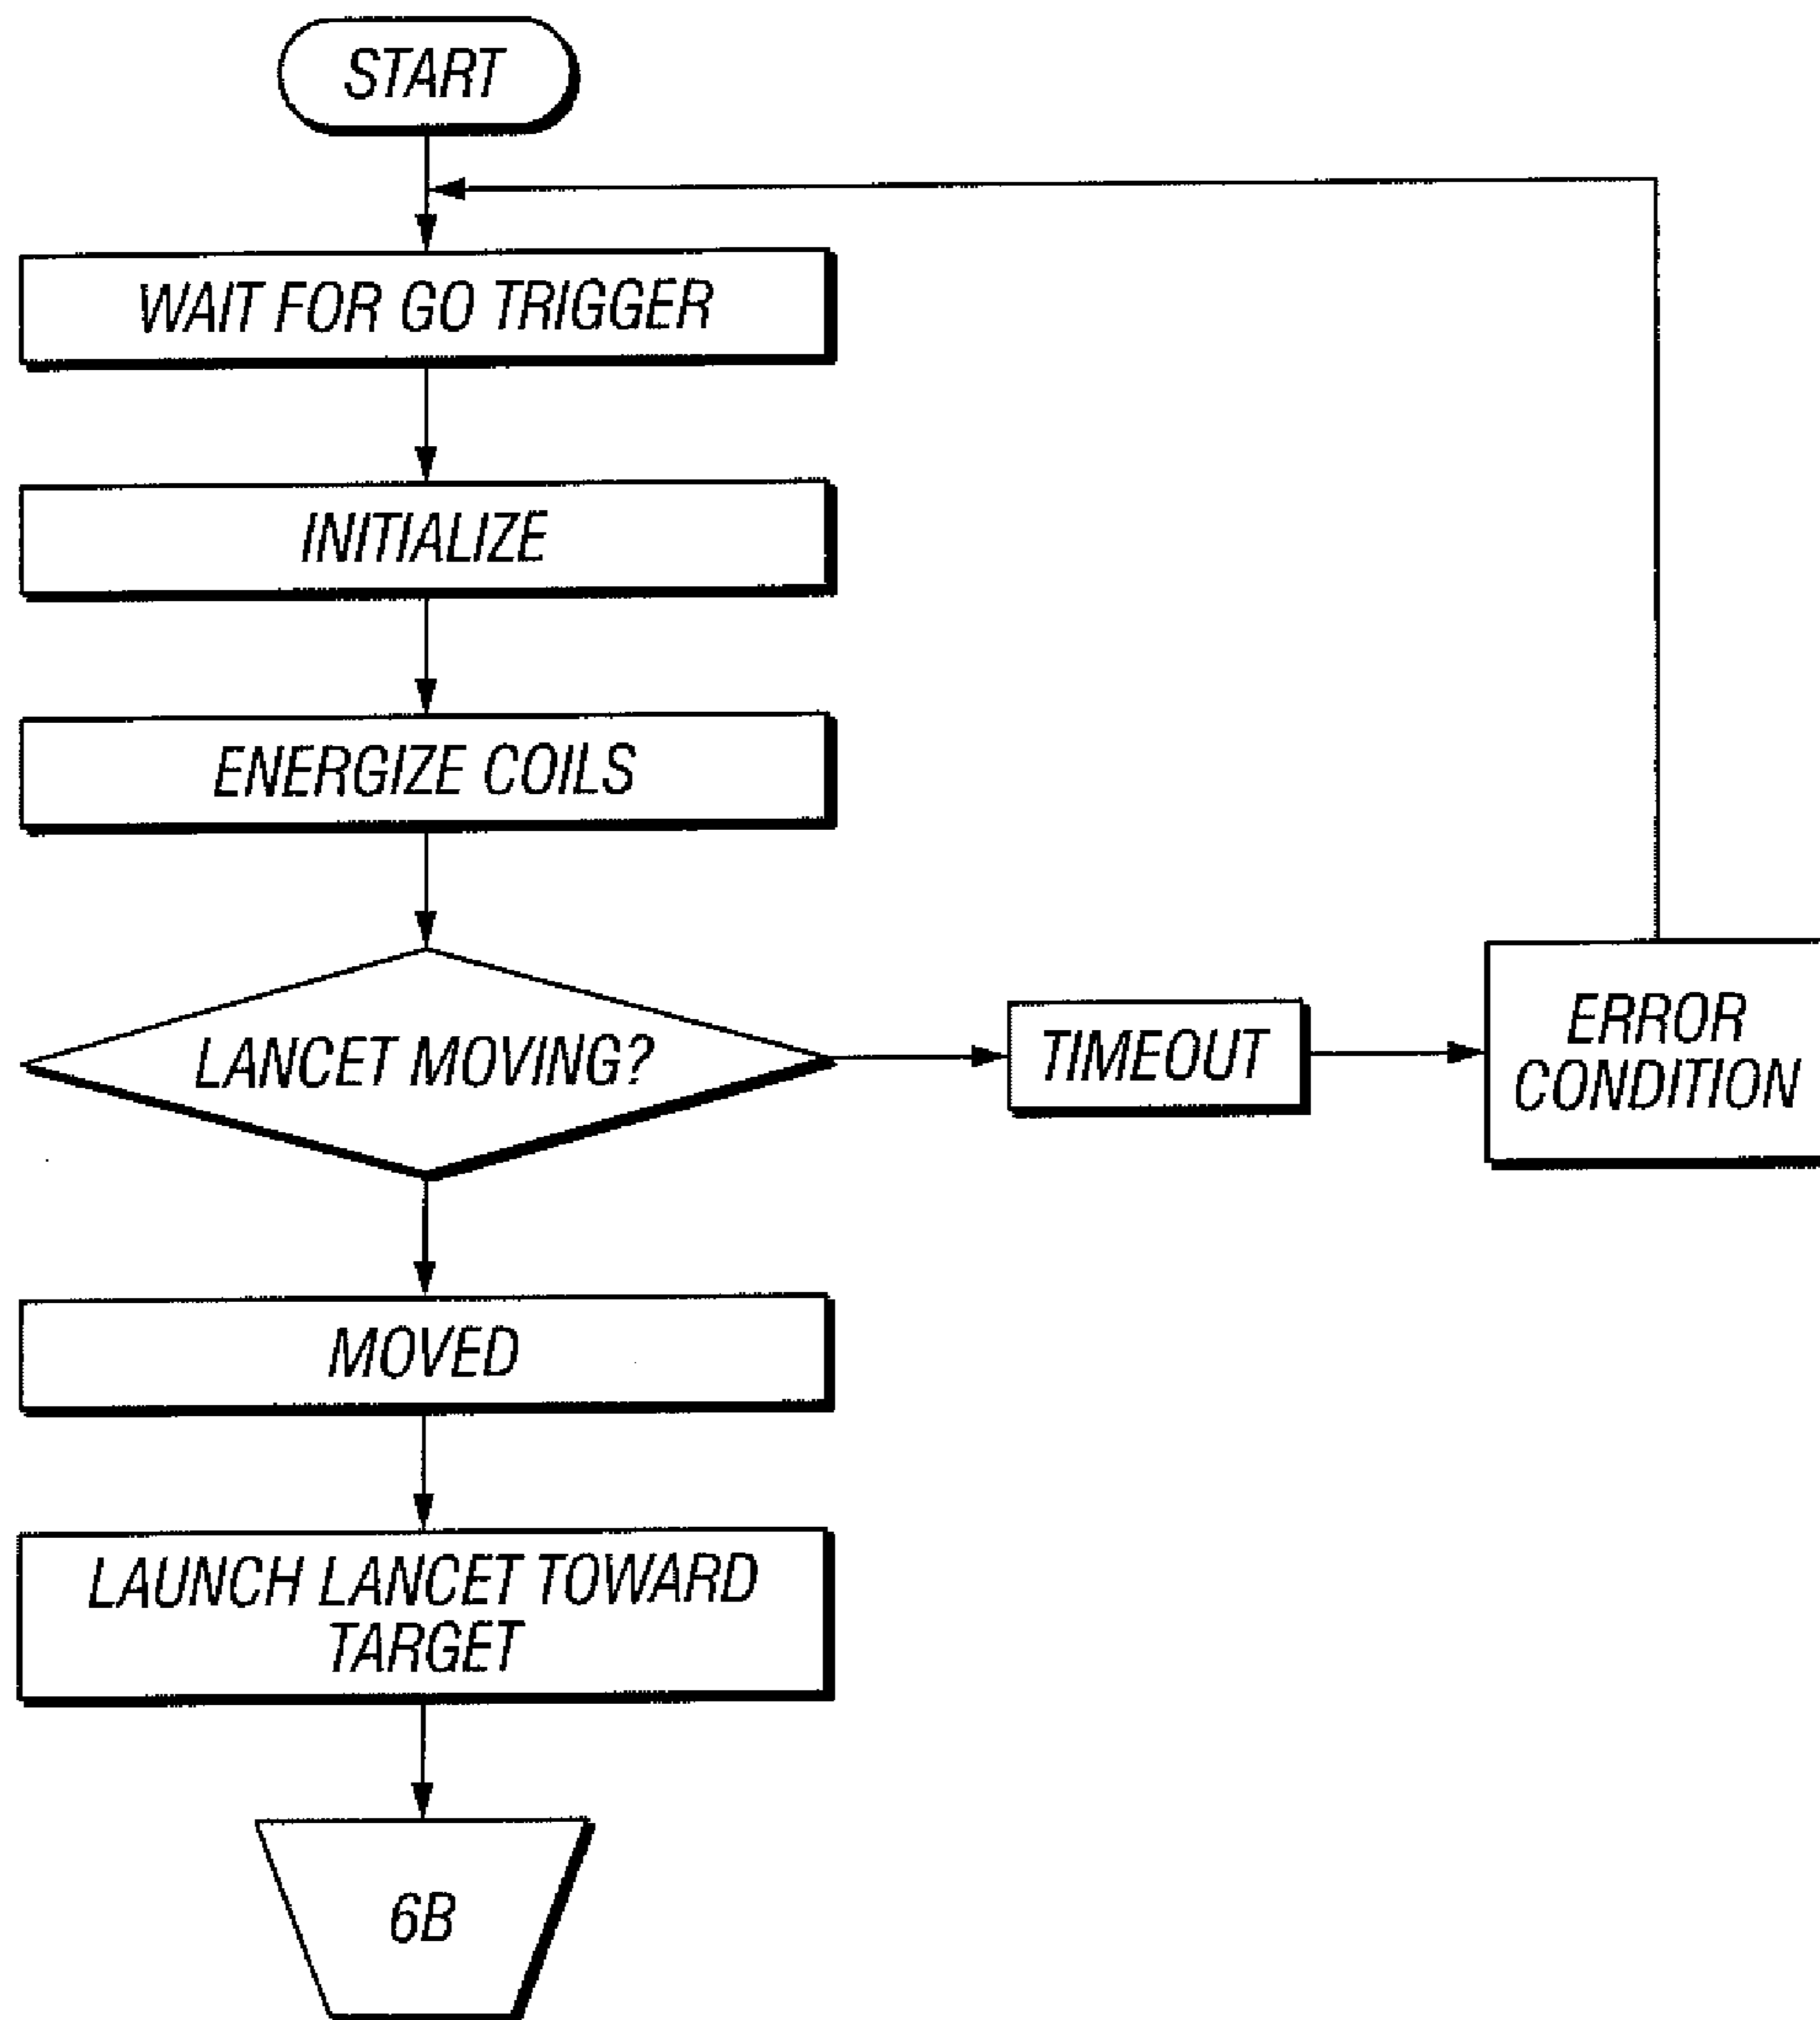 START
WAIT FOR GO TRIGGER
INITIALIZE
ENERGIZE COILS
LANCET MOVING?
TIMEOUT
ERROR
CONDITION
MOVED
LAUNCH LANCET TOWARD
TARGET
6B